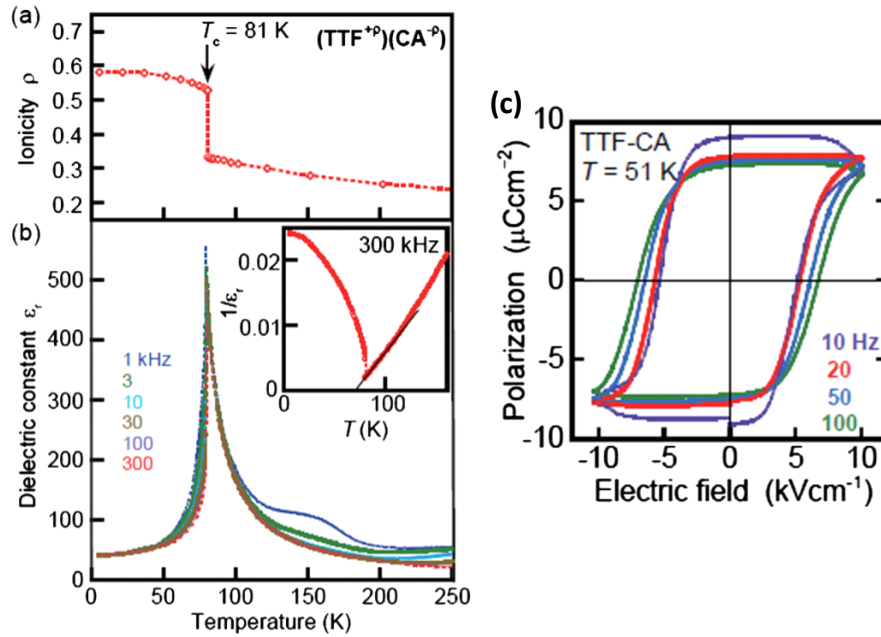 (a)
T_c = 81 K
(TTF^{+ρ})(CA^{-ρ})
Ionicity ρ
0.7
0.6
0.5
0.4
0.3
0.2
(b)
Dielectric constant ε_r
500
400
300
200
100
0
1 kHz
3
10
30
100
300
300 kHz
1/ε_r
0.02
0.01
0
0
100
T (K)
0
50
100
150
200
250
Temperature (K)
(c)
TTF-CA
T = 51 K
Polarization (μCcm⁻²)
10
5
0
-5
-10
10 Hz
20
50
100
-10
-5
0
5
10
Electric field (kVcm⁻¹)